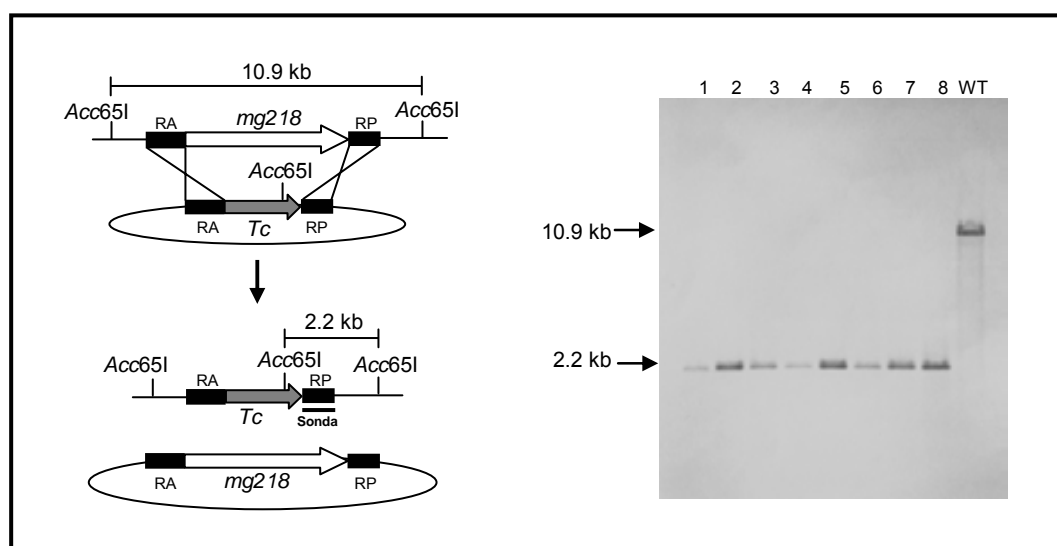 10.9 kb
Acc65I Acc65I
RA mg218 RP
Acc65I
RA Tc RP
2.2 kb
Acc65I Acc65I Acc65I
RA RP
Tc Sonda
RA mg218 RP
1 2 3 4 5 6 7 8 WT
10.9 kb
2.2 kb